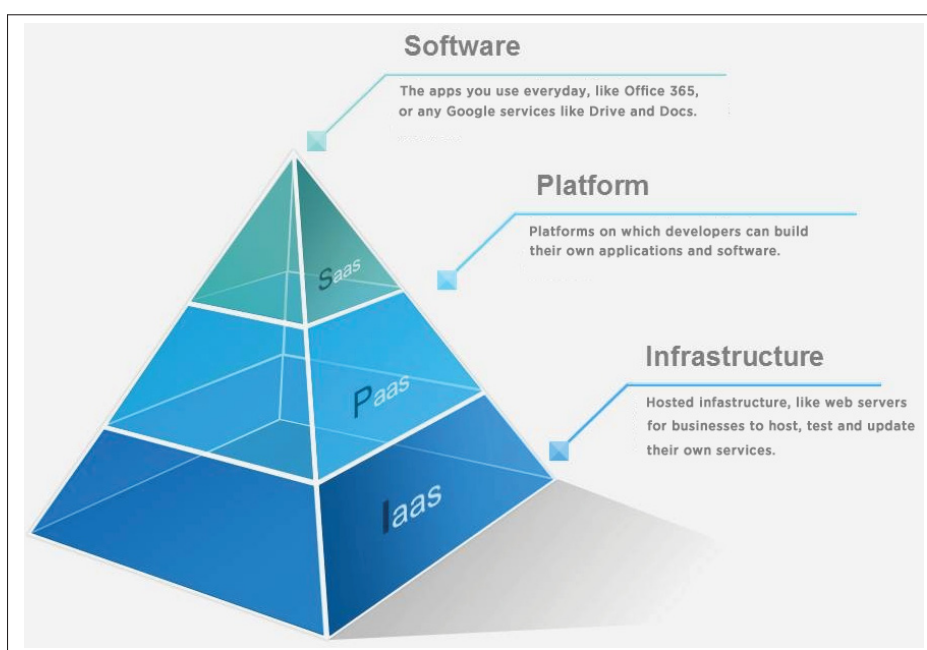 Software
The apps you use everyday, like Office 365,
or any Google services like Drive and Docs.
Platform
Platforms on which developers can build
their own applications and software.
Saas
Infrastructure
Paas
Hosted infastructure, like web servers
for businesses to host, test and update
their own services.
Iaas